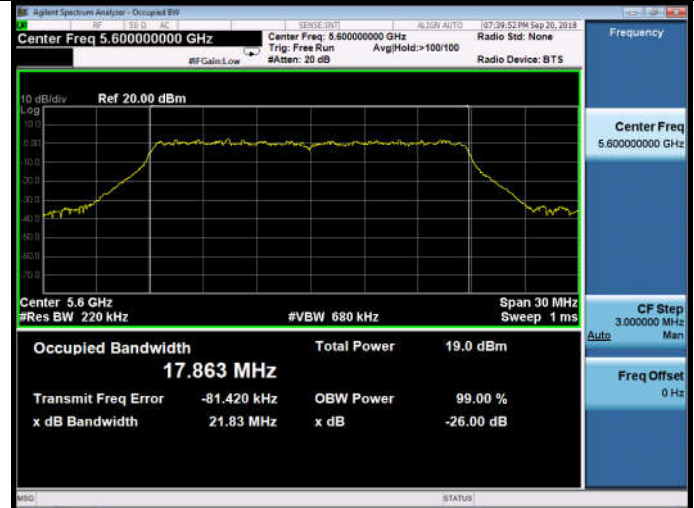 Agilent Spectrum Analyzer - Occupied BW
RF 50 Ω AC SENSE:INT ALIGN AUTO 07:39:52 PM Sep 20, 2018
Center Freq 5.600000000 GHz Center Freq: 5.600000000 GHz Radio Std: None
Trig: Free Run Avg|Hold:>100/100
#IFGain:Low #Atten: 20 dB Radio Device: BTS
10 dB/div Ref 20.00 dBm
Log
10.0
0.00
-10.0
-20.0
-30.0
-40.0
-50.0
-60.0
-70.0
Center 5.6 GHz Span 30 MHz
#Res BW 220 kHz #VBW 680 kHz Sweep 1 ms
Occupied Bandwidth Total Power 19.0 dBm
17.863 MHz
Transmit Freq Error -81.420 kHz OBW Power 99.00 %
x dB Bandwidth 21.83 MHz x dB -26.00 dB
MSG STATUS
Frequency
Center Freq
5.600000000 GHz
CF Step
3.000000 MHz
Auto Man
Freq Offset
0 Hz